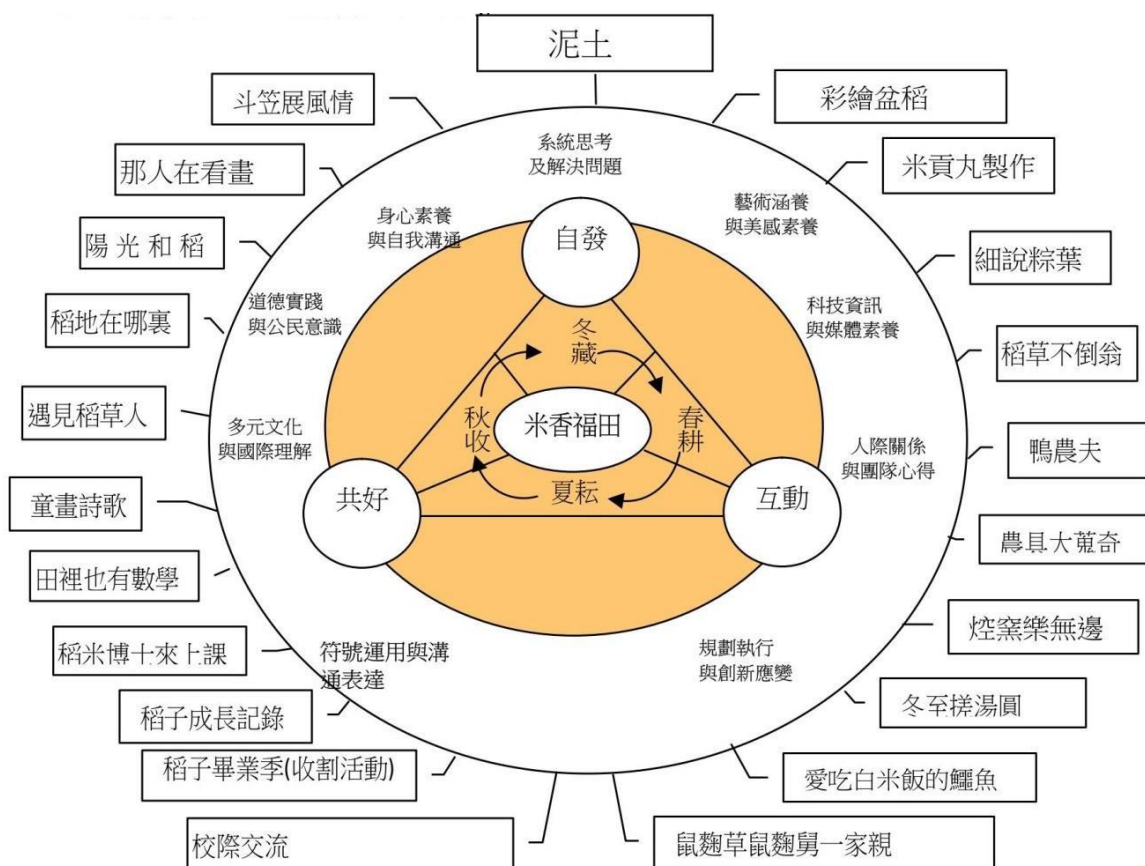 泥土
彩繪盆稻
米貢丸製作
細說粽葉
稻草不倒翁
鴨農夫
農具大蒐奇
焢窯樂無邊
冬至搓湯圓
愛吃白米飯的鱷魚
鼠麴草鼠麴舅一家親
校際交流
稻子畢業季(收割活動)
稻子成長記錄
稻米博士來上課
田裡也有數學
童畫詩歌
遇見稻草人
稻地在哪裏
陽光和稻
那人在看畫
斗笠展風情
系統思考
及解決問題
藝術涵養
與美感素養
科技資訊
與媒體素養
人際關係
與團隊心得
規劃執行
與創新應變
符號運用與溝
通表達
多元文化
與國際理解
道德實踐
與公民意識
身心素養
與自我溝通
自發
互動
共好
冬藏
春耕
夏耘
秋收
米香福田